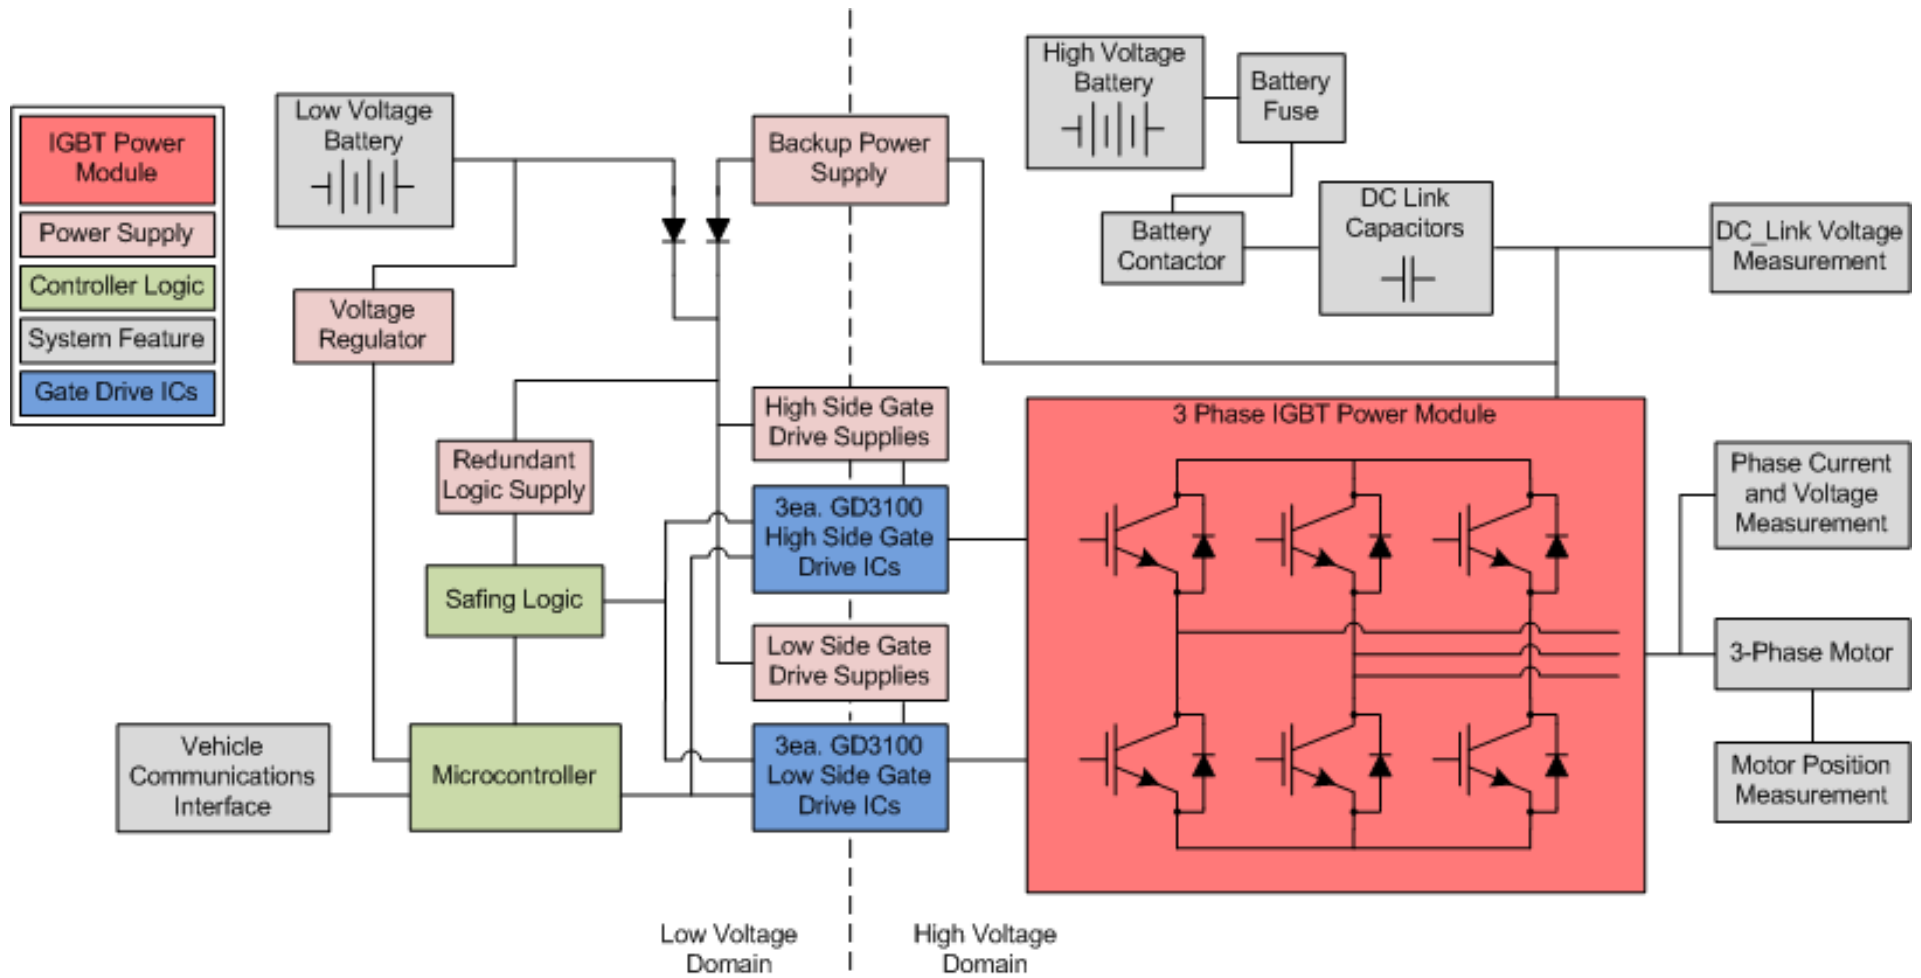 IGBT Power
Module
Power Supply
Controller Logic
System Feature
Gate Drive ICs
Low Voltage
Battery
Voltage
Regulator
Redundant
Logic Supply
Safing Logic
Microcontroller
Vehicle
Communications
Interface
Backup Power
Supply
High Side Gate
Drive Supplies
3ea. GD3100
High Side Gate
Drive ICs
Low Side Gate
Drive Supplies
3ea. GD3100
Low Side Gate
Drive ICs
High Voltage
Battery
Battery
Fuse
Battery
Contactor
DC Link
Capacitors
DC_Link Voltage
Measurement
3 Phase IGBT Power Module
Phase Current
and Voltage
Measurement
3-Phase Motor
Motor Position
Measurement
Low Voltage
Domain
High Voltage
Domain